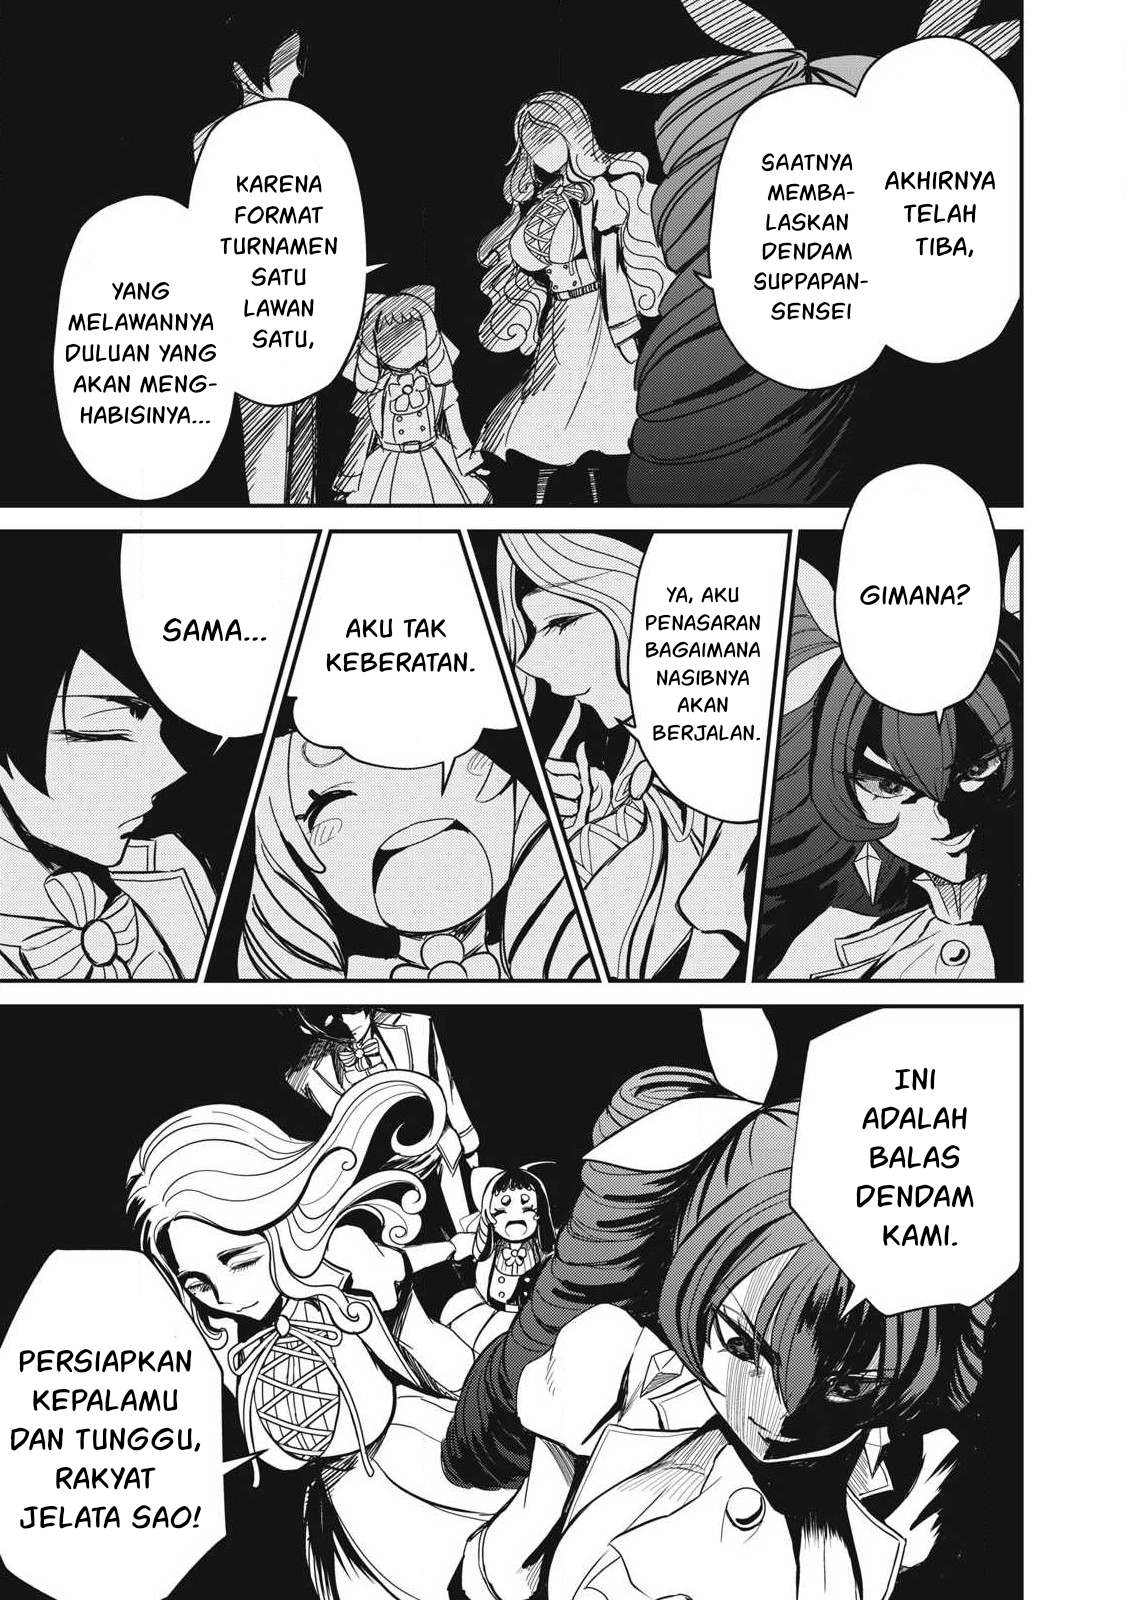 AKHIRNYA
TELAH
TIBA,
SAATNYA
MEMBA-
LASKAN
DENDAM
SUPPAPAN-
SENSEI
KARENA
FORMAT
TURNAMEN
SATU
LAWAN
SATU,
YANG
MELAWANNYA
DULUAN YANG
AKAN MENG-
HABISINYA...
GIMANA?
YA, AKU
PENASARAN
BAGAIMANA
NASIBNYA
AKAN
BERJALAN.
AKU TAK
KEBERATAN.
SAMA...
INI
ADALAH
BALAS
DENDAM
KAMI.
PERSIAPKAN
KEPALAMU
DAN TUNGGU,
RAKYAT
JELATA SAO!